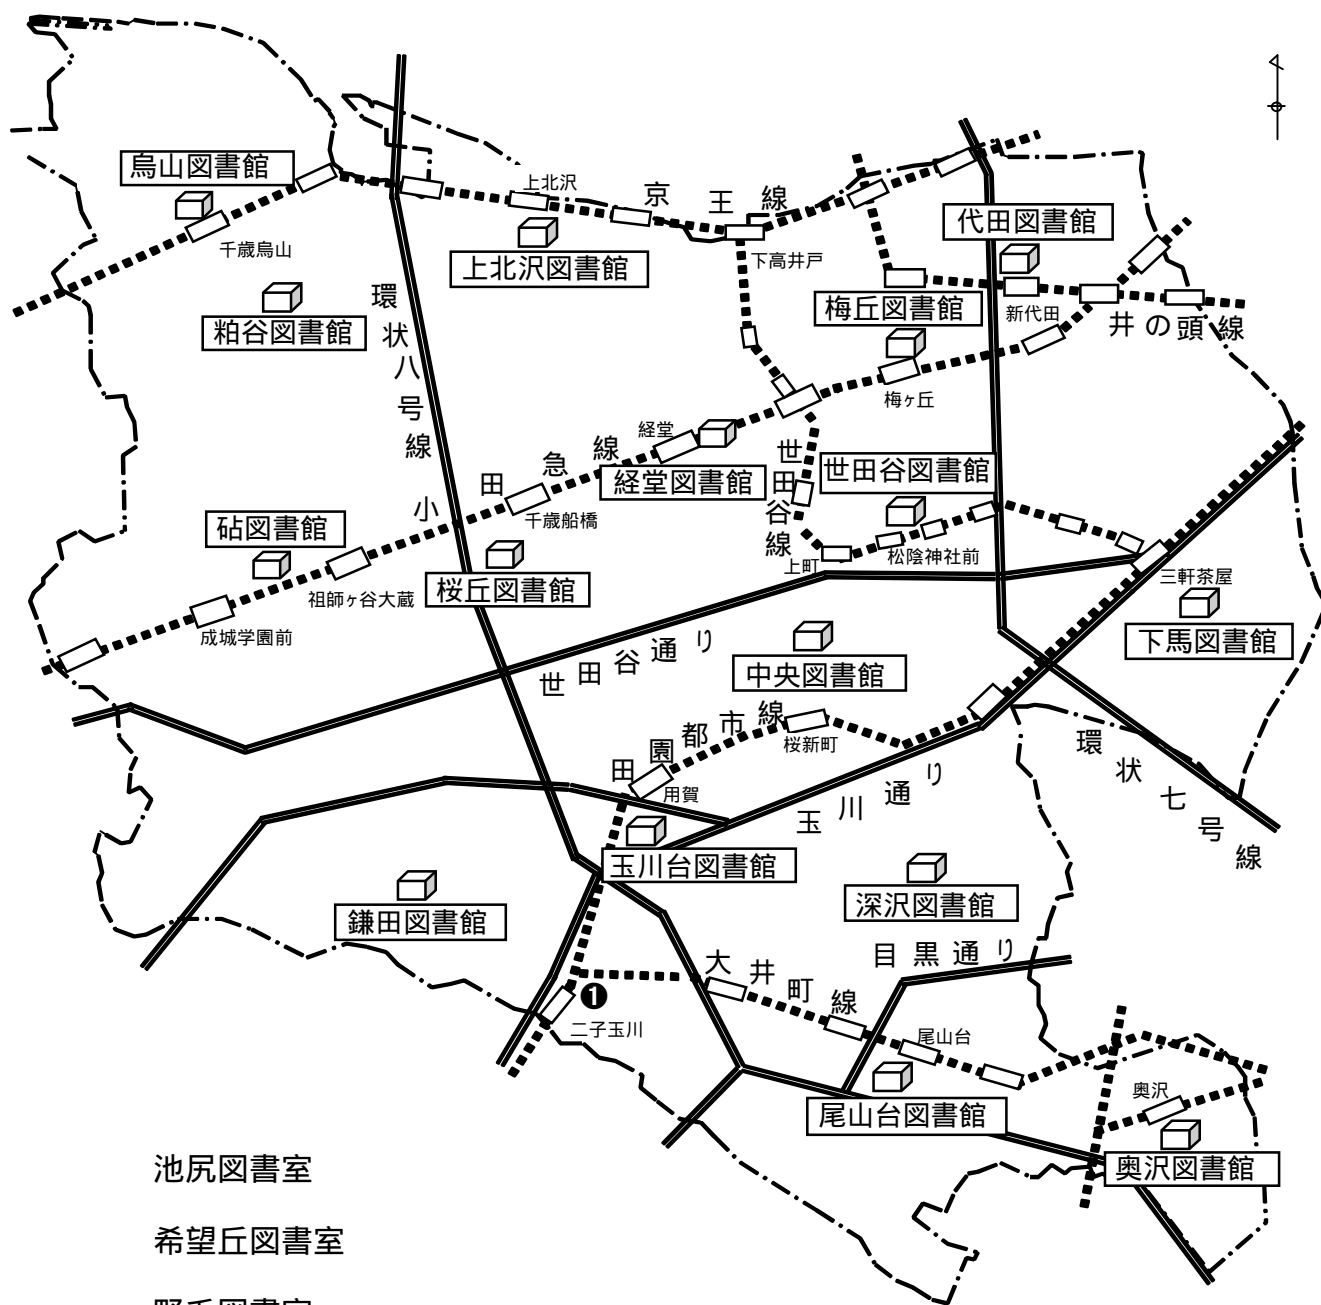 烏山図書館
千歳烏山
上北沢
京王線
上北沢図書館
下高井戸
代田図書館
新代田
井の頭線
梅丘図書館
梅ヶ丘
粕谷図書館
環状八号線
経堂
経堂図書館
小田急線
千歳船橋
世田谷線
世田谷図書館
松陰神社前
上町
砧図書館
祖師ヶ谷大蔵
成城学園前
桜丘図書館
三軒茶屋
下馬図書館
中央図書館
世田谷通り
田園都市線
桜新町
用賀
玉川通り
環状七号線
玉川台図書館
鎌田図書館
深沢図書館
目黒通り
大井町線
❶
二子玉川
尾山台
尾山台図書館
奥沢
奥沢図書館
池尻図書室
希望丘図書室